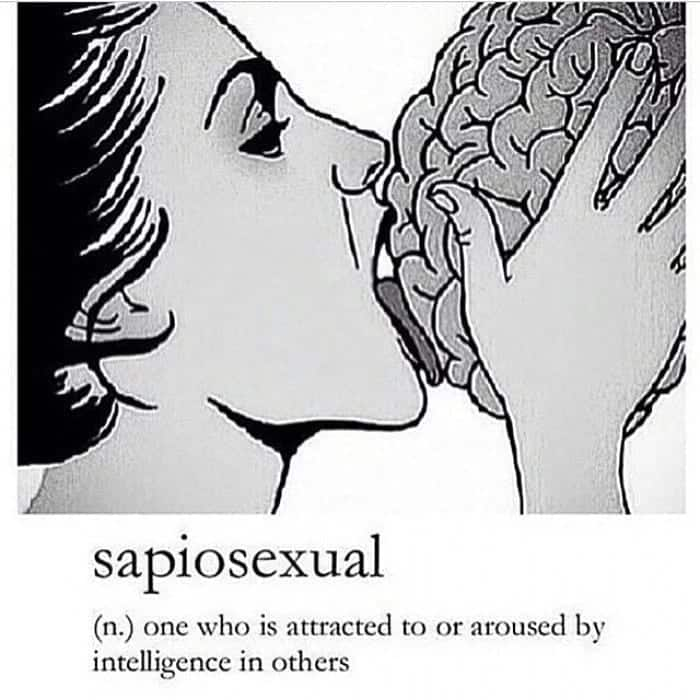 sapiosexual
(n.) one who is attracted to or aroused by
intelligence in others